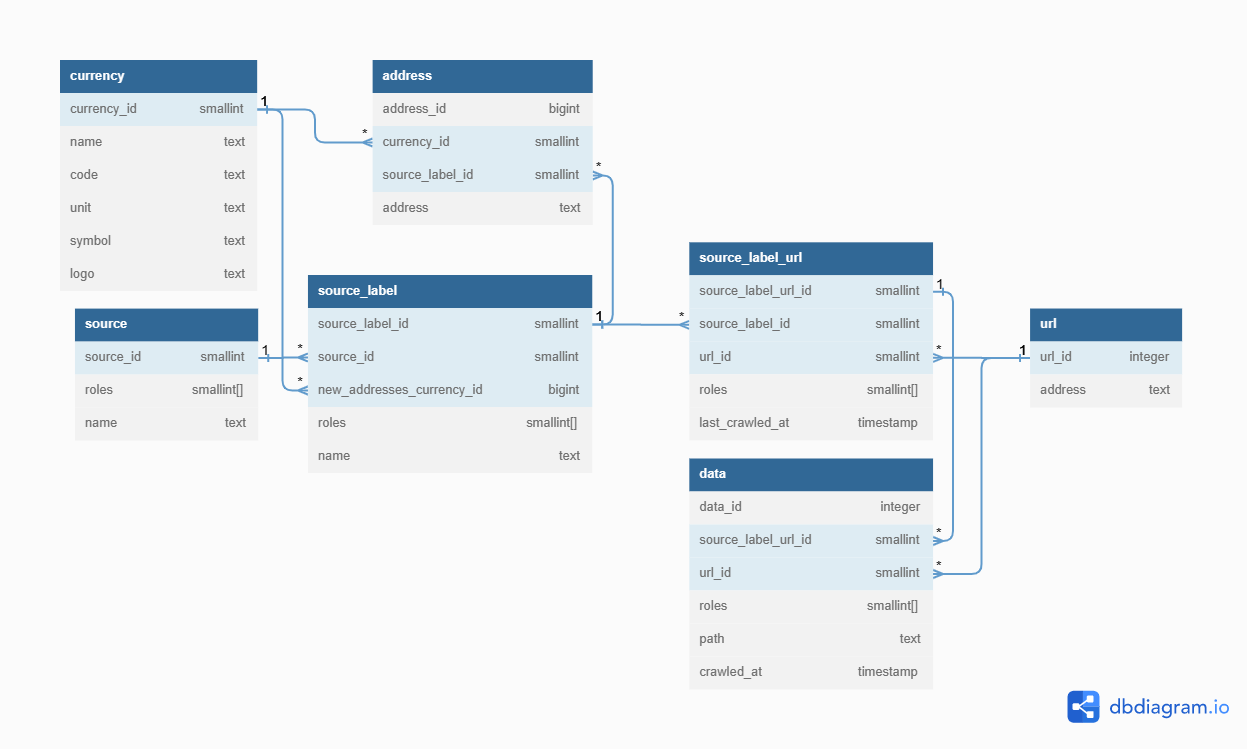 currency
currency_id smallint
name text
code text
unit text
symbol text
logo text
1
*
address
address_id bigint
currency_id smallint
source_label_id smallint
address text
*
source
source_id smallint
roles smallint[]
name text
1
*
*
source_label
source_label_id smallint
source_id smallint
new_addresses_currency_id bigint
roles smallint[]
name text
1
*
source_label_url
source_label_url_id smallint
source_label_id smallint
url_id smallint
roles smallint[]
last_crawled_at timestamp
1
*
1
url
url_id integer
address text
data
data_id integer
source_label_url_id smallint
url_id smallint
roles smallint[]
path text
crawled_at timestamp
*
*
dbdiagram.io